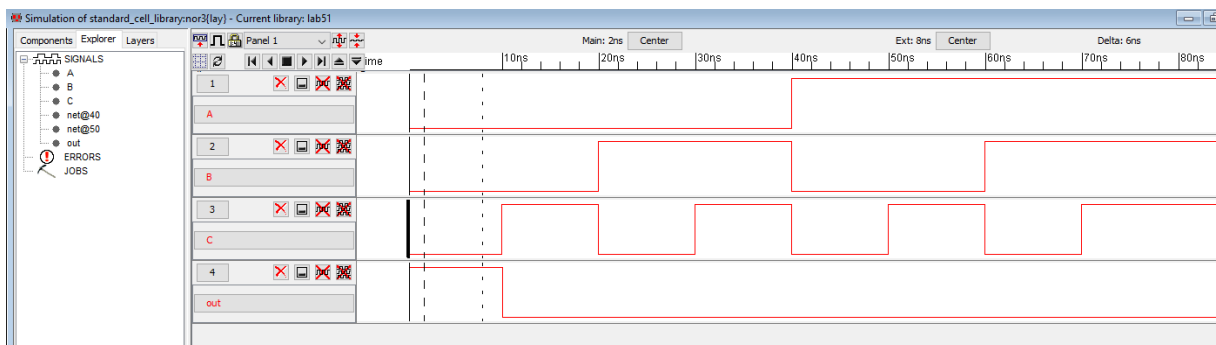 Simulation of standard_cell_library:nor3{lay} - Current library: lab51
Components Explorer Layers
SIGNALS
A
B
C
net@40
net@50
out
ERRORS
JOBS
Panel 1
Main: 2ns Center Ext: 8ns Center Delta: 6ns
ime 10ns 20ns 30ns 40ns 50ns 60ns 70ns 80ns
1
A
2
B
3
C
4
out